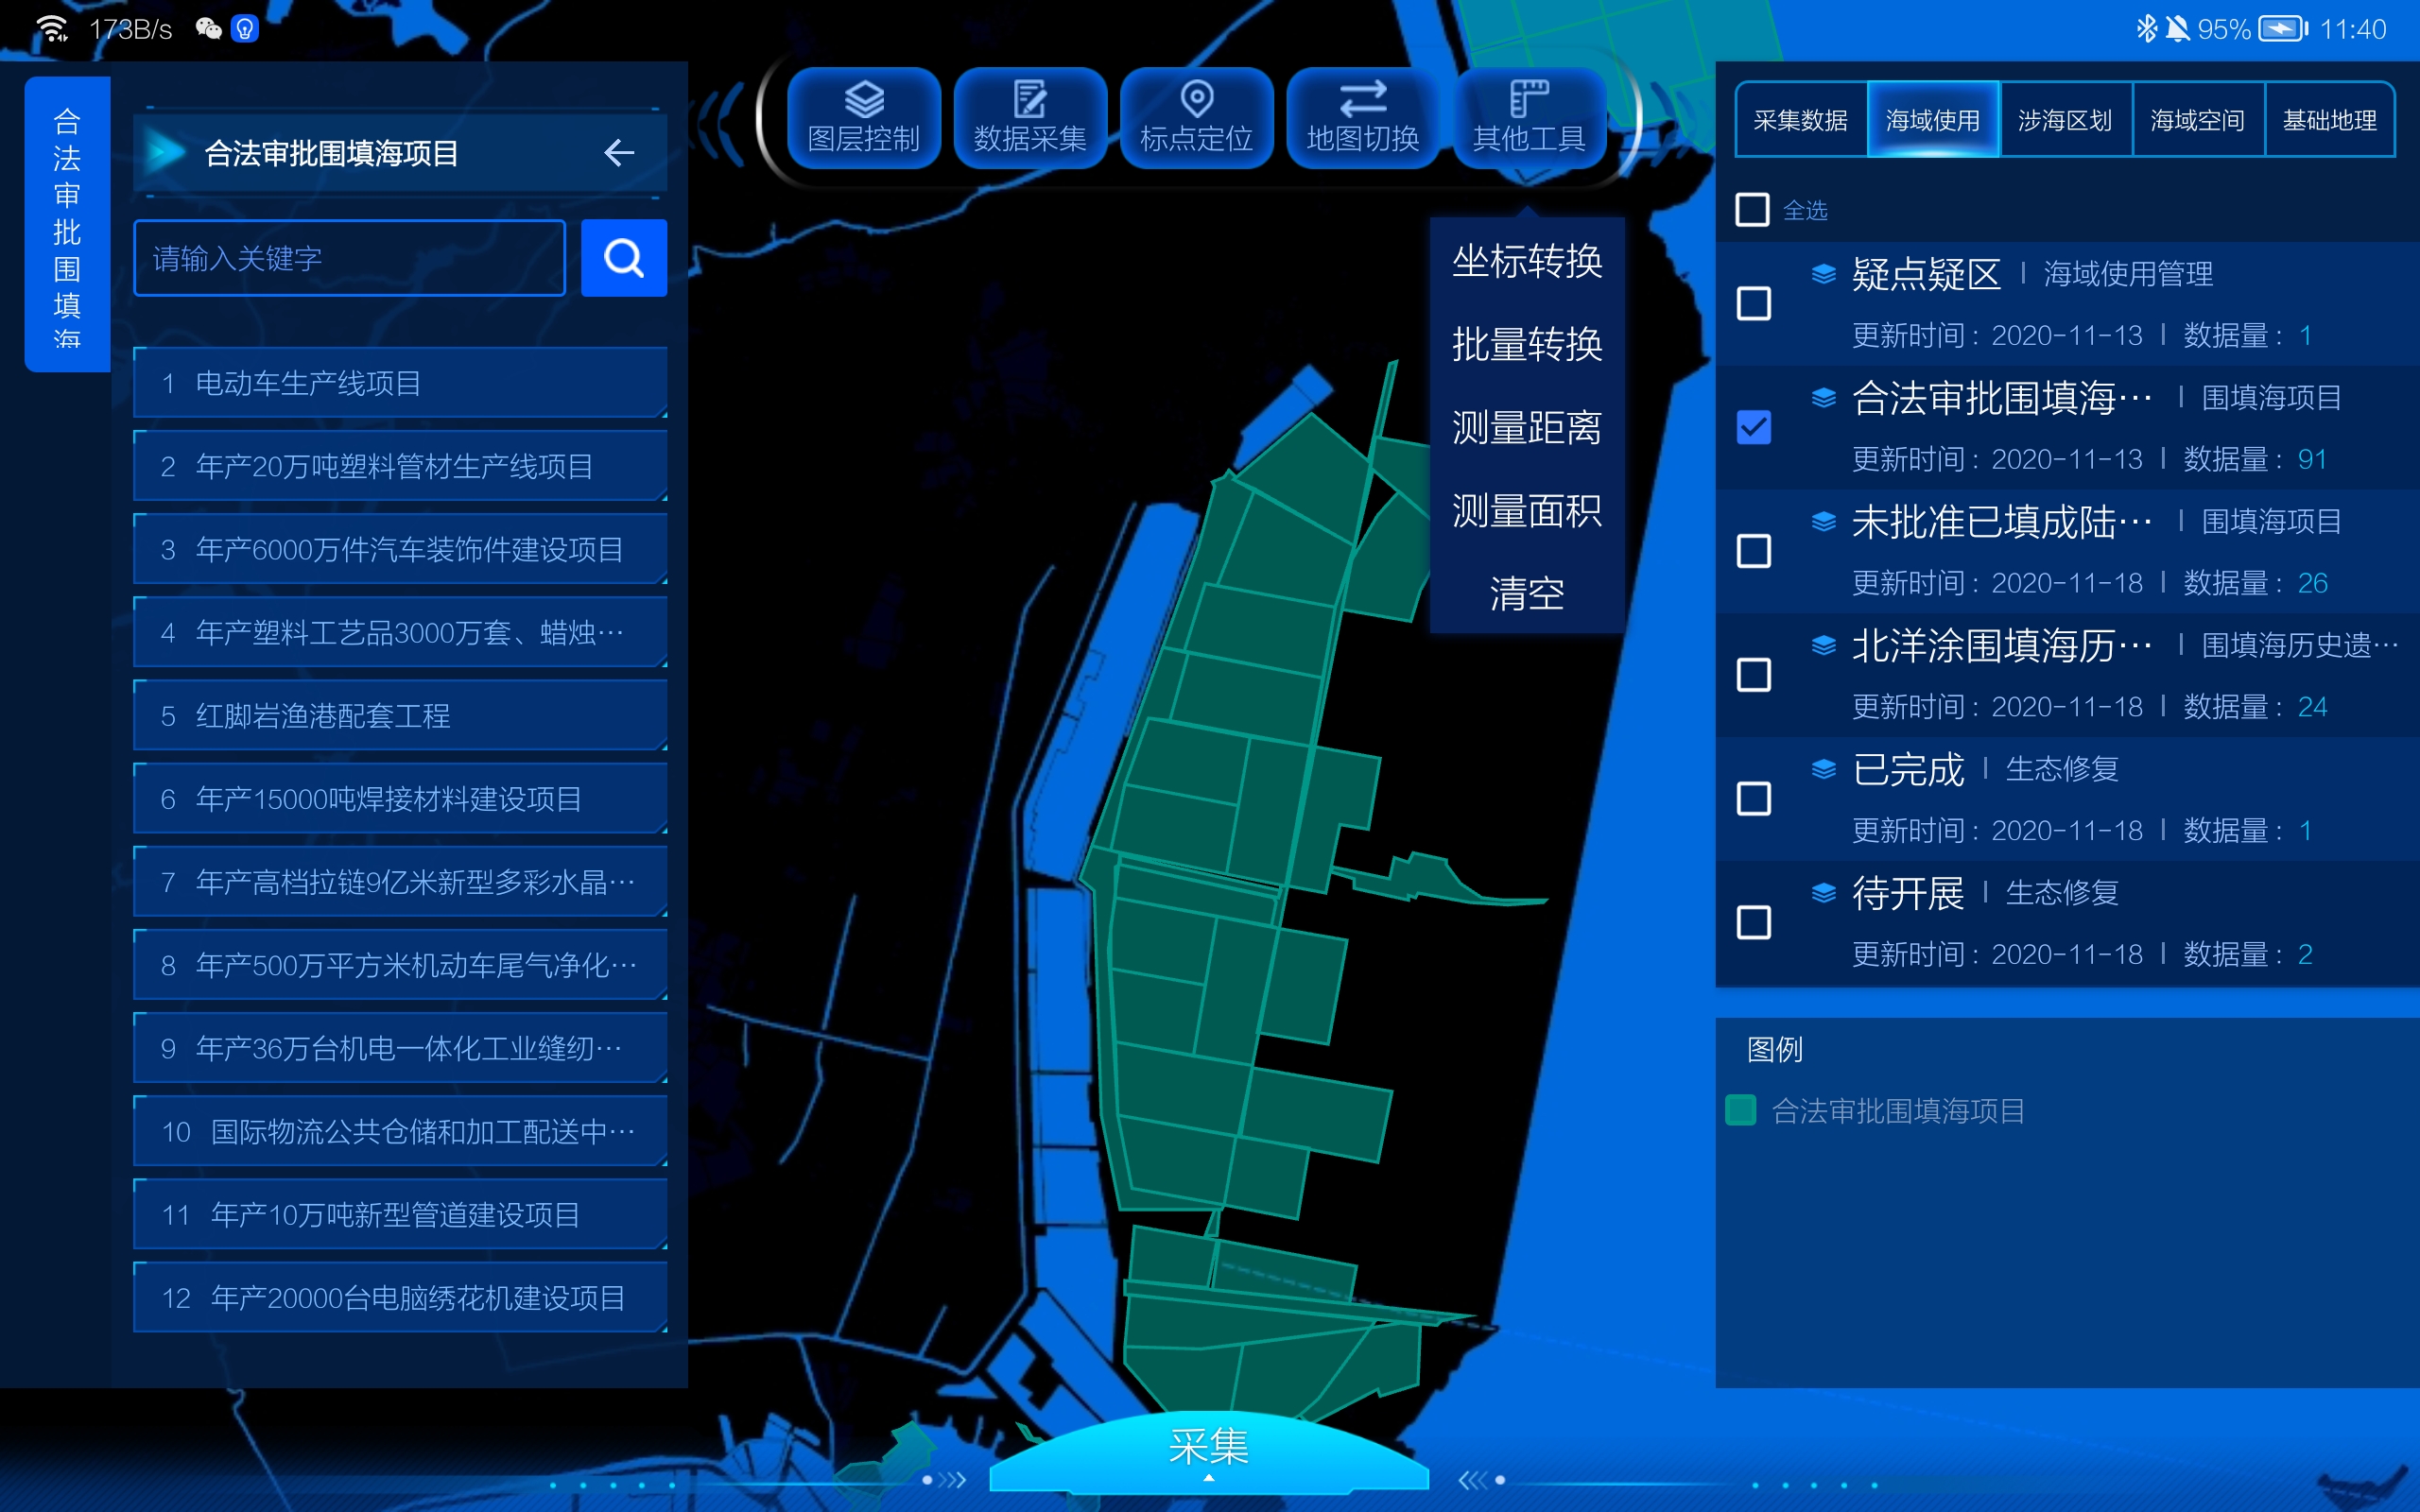 173B/s
95% 11:40
合法审批围填海
合法审批围填海项目
请输入关键字
1 电动车生产线项目
2 年产20万吨塑料管材生产线项目
3 年产6000万件汽车装饰件建设项目
4 年产塑料工艺品3000万套、蜡烛…
5 红脚岩渔港配套工程
6 年产15000吨焊接材料建设项目
7 年产高档拉链9亿米新型多彩水晶…
8 年产500万平方米机动车尾气净化…
9 年产36万台机电一体化工业缝纫…
10 国际物流公共仓储和加工配送中…
11 年产10万吨新型管道建设项目
12 年产20000台电脑绣花机建设项目
图层控制 数据采集 标点定位 地图切换 其他工具
坐标转换
批量转换
测量距离
测量面积
清空
采集数据 海域使用 涉海区划 海域空间 基础地理
全选
疑点疑区 | 海域使用管理
更新时间：2020-11-13 | 数据量：1
合法审批围填海… | 围填海项目
更新时间：2020-11-13 | 数据量：91
未批准已填成陆… | 围填海项目
更新时间：2020-11-18 | 数据量：26
北洋涂围填海历… | 围填海历史遗…
更新时间：2020-11-18 | 数据量：24
已完成 | 生态修复
更新时间：2020-11-18 | 数据量：1
待开展 | 生态修复
更新时间：2020-11-18 | 数据量：2
图例
合法审批围填海项目
采集